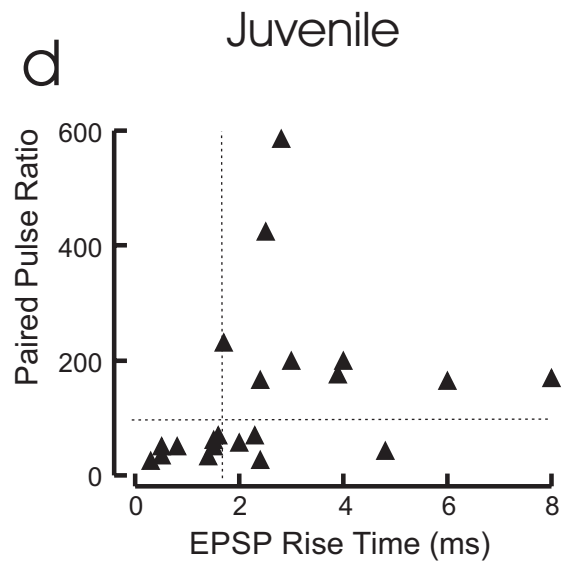 Juvenile
d
Paired Pulse Ratio
600
400
200
0
0 2 4 6 8
EPSP Rise Time (ms)